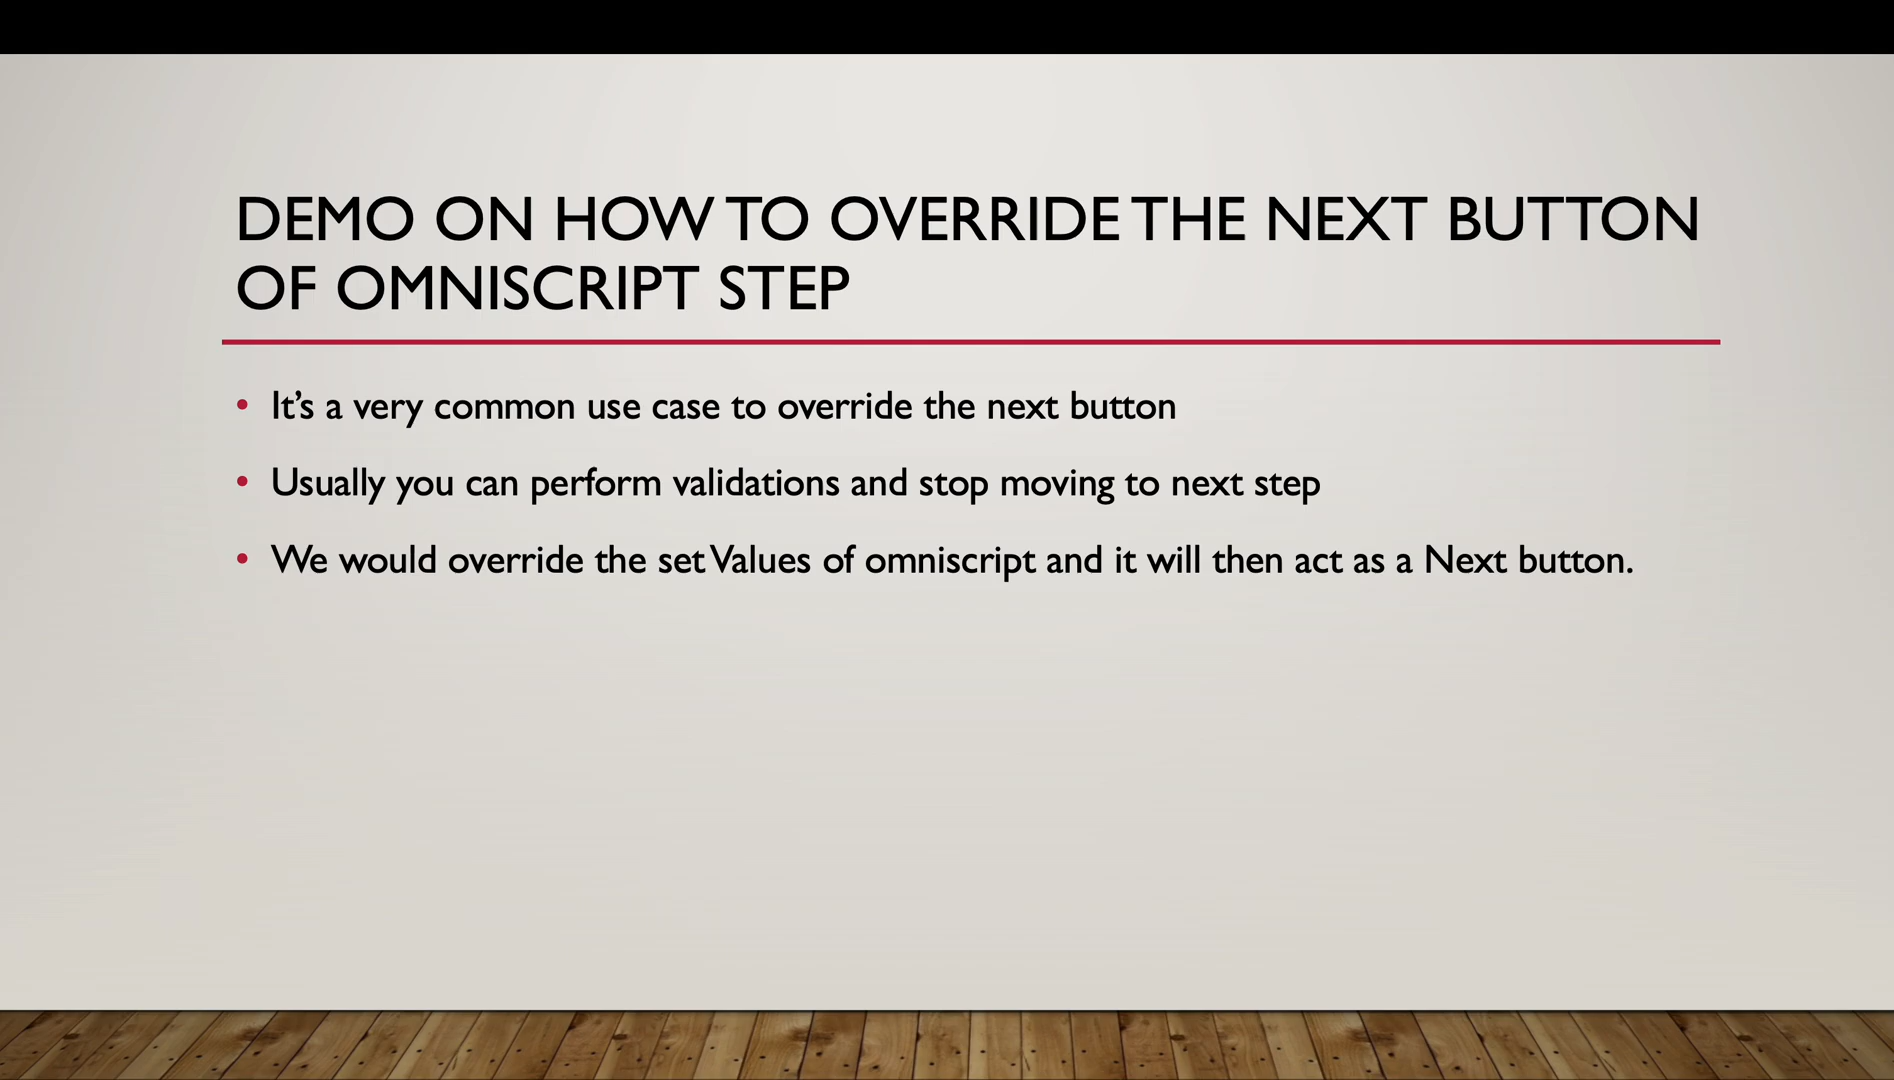 DEMO ON HOW TO OVERRIDE THE NEXT BUTTON
OF OMNISCRIPT STEP
• It’s a very common use case to override the next button
• Usually you can perform validations and stop moving to next step
• We would override the setValues of omniscript and it will then act as a Next button.